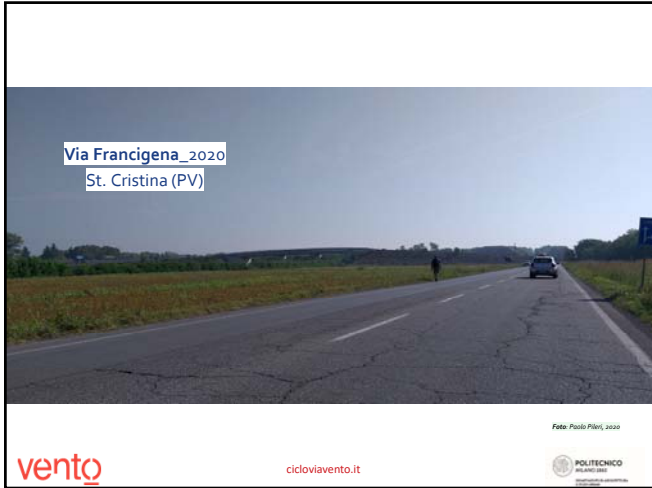 Via Francigena_2020
St. Cristina (PV)
Foto: Paolo Pileri, 2020
vento
cicloviavento.it
POLITECNICO
MILANO 1863